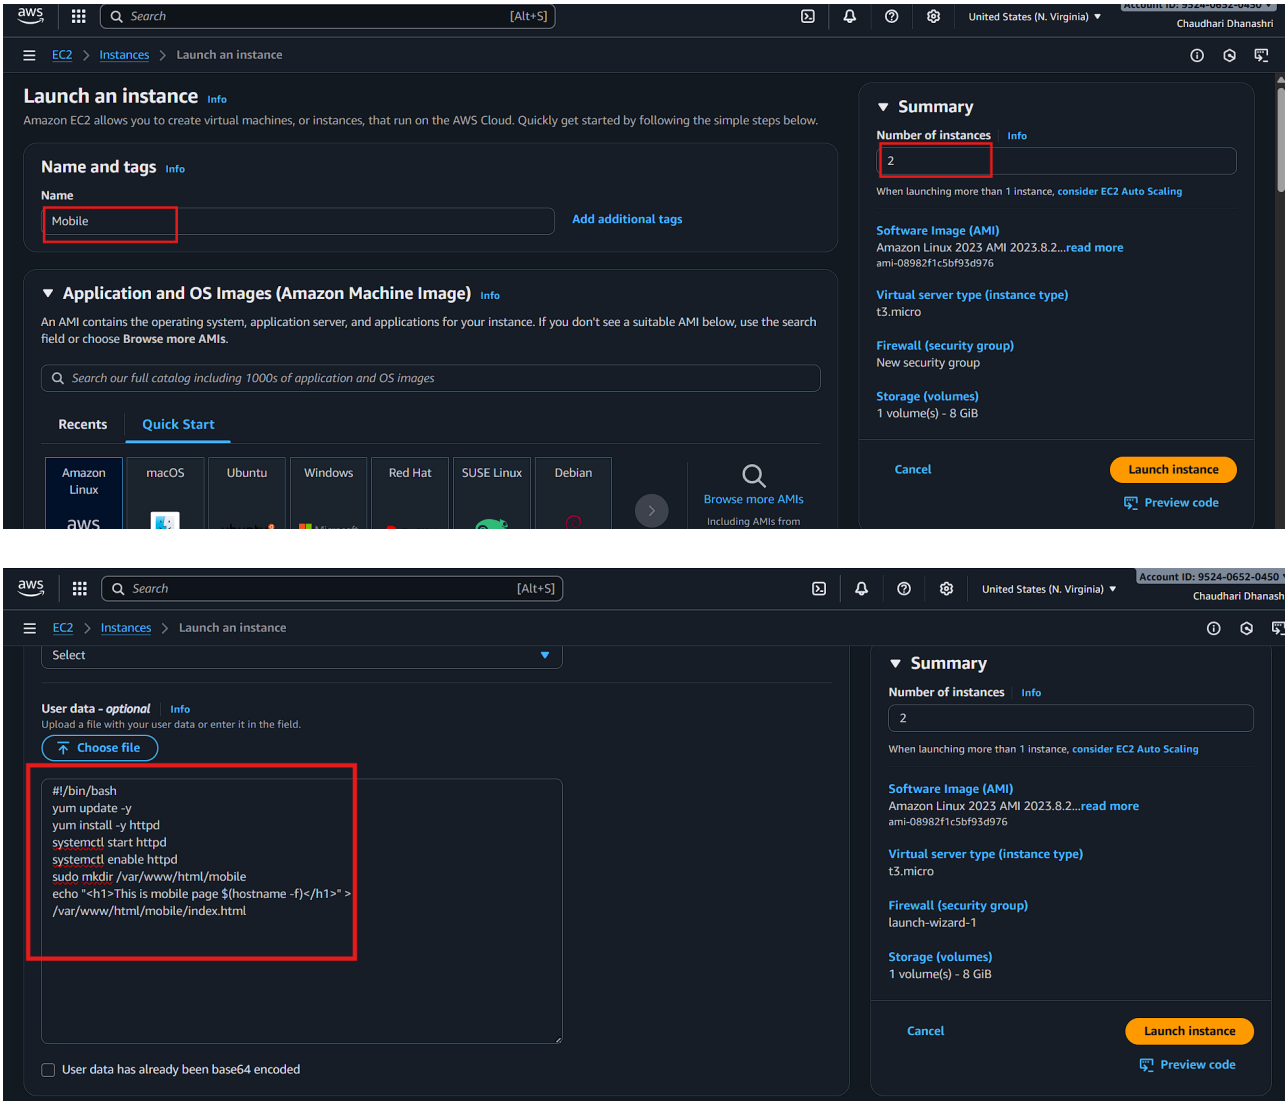 aws
Search
[Alt+S]
United States (N. Virginia)
Account ID: 9524-0652-0450
Chaudhari Dhanashri
EC2 > Instances > Launch an instance
Launch an instance Info
Amazon EC2 allows you to create virtual machines, or instances, that run on the AWS Cloud. Quickly get started by following the simple steps below.
Name and tags Info
Name
Mobile
Add additional tags
Application and OS Images (Amazon Machine Image) Info
An AMI contains the operating system, application server, and applications for your instance. If you don't see a suitable AMI below, use the search
field or choose Browse more AMIs.
Search our full catalog including 1000s of application and OS images
Recents
Quick Start
Amazon
Linux
aws
macOS
Ubuntu
Windows
Red Hat
SUSE Linux
Debian
Browse more AMIs
Including AMIs from
Summary
Number of instances Info
2
When launching more than 1 instance, consider EC2 Auto Scaling
Software Image (AMI)
Amazon Linux 2023 AMI 2023.8.2...read more
ami-08982f1c5bf93d976
Virtual server type (instance type)
t3.micro
Firewall (security group)
New security group
Storage (volumes)
1 volume(s) - 8 GiB
Cancel
Launch instance
Preview code
aws
Search
[Alt+S]
United States (N. Virginia)
Account ID: 9524-0652-0450
Chaudhari Dhanash
EC2 > Instances > Launch an instance
Select
User data - optional Info
Upload a file with your user data or enter it in the field.
Choose file
#!/bin/bash
yum update -y
yum install -y httpd
systemctl start httpd
systemctl enable httpd
sudo mkdir /var/www/html/mobile
echo "<h1>This is mobile page $(hostname -f)</h1>" >
/var/www/html/mobile/index.html
User data has already been base64 encoded
Summary
Number of instances Info
2
When launching more than 1 instance, consider EC2 Auto Scaling
Software Image (AMI)
Amazon Linux 2023 AMI 2023.8.2...read more
ami-08982f1c5bf93d976
Virtual server type (instance type)
t3.micro
Firewall (security group)
launch-wizard-1
Storage (volumes)
1 volume(s) - 8 GiB
Cancel
Launch instance
Preview code